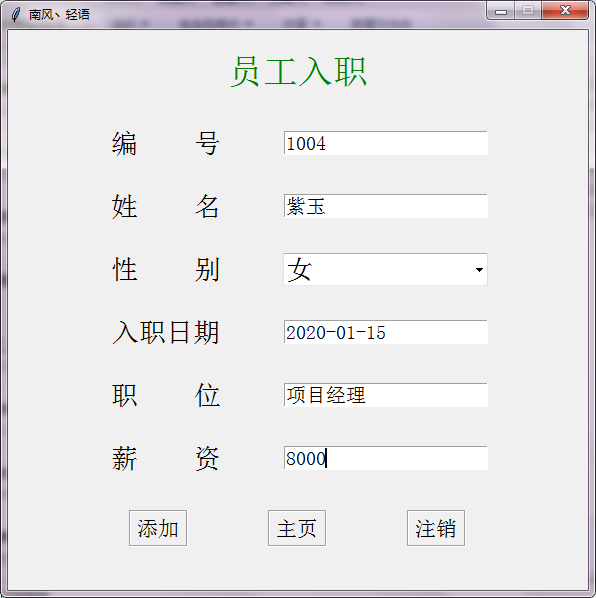 南风丶轻语
员工入职
编 号 1004
姓 名 紫玉
性 别 女
入职日期 2020-01-15
职 位 项目经理
薪 资 8000
添加 主页 注销